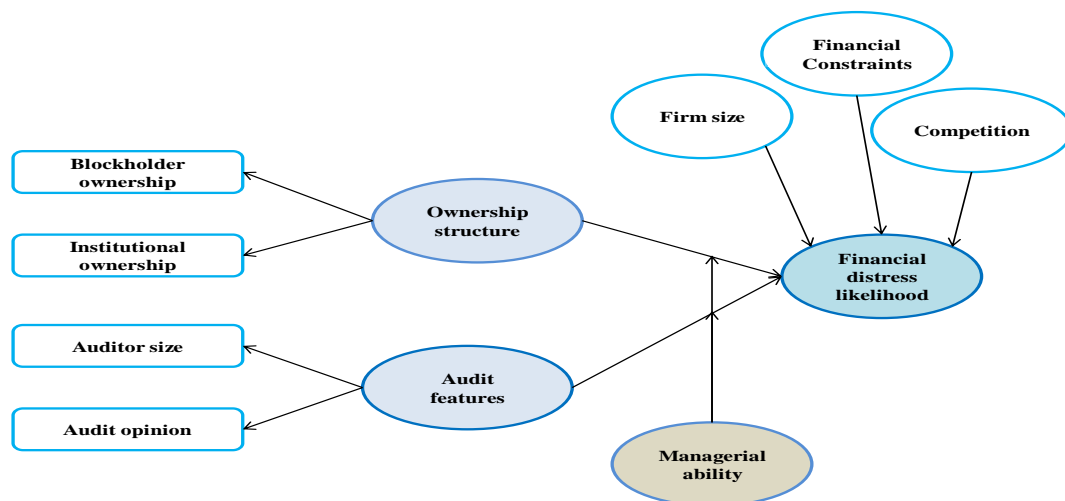 Financial
Constraints
Firm size
Competition
Blockholder
ownership
Ownership
structure
Institutional
ownership
Financial
distress
likelihood
Auditor size
Audit
features
Audit opinion
Managerial
ability